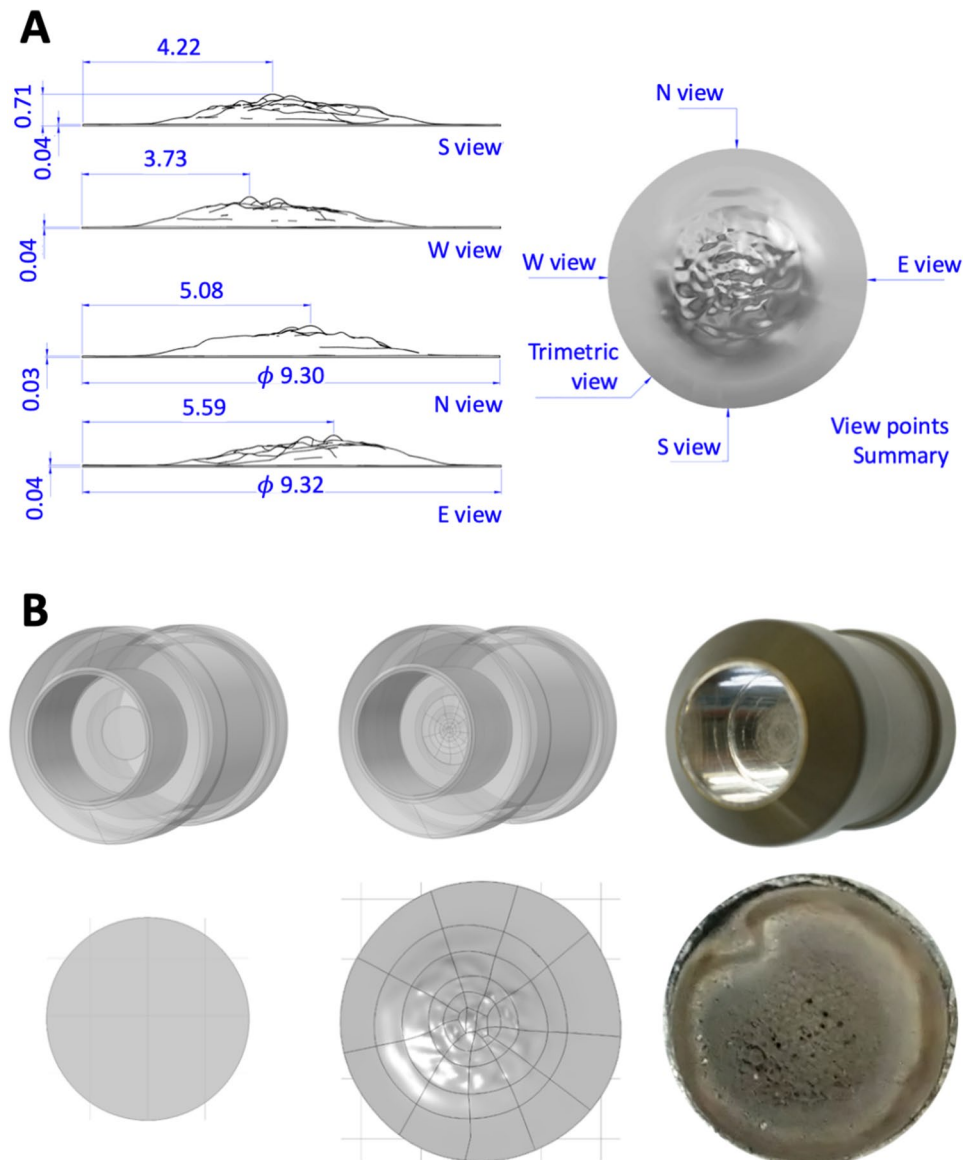 A
4.22
0.71
0.04
S view
3.73
0.04
W view
5.08
0.03
ϕ 9.30
N view
5.59
0.04
ϕ 9.32
E view
N view
W view
E view
Trimetric
view
S view
View points
Summary
B